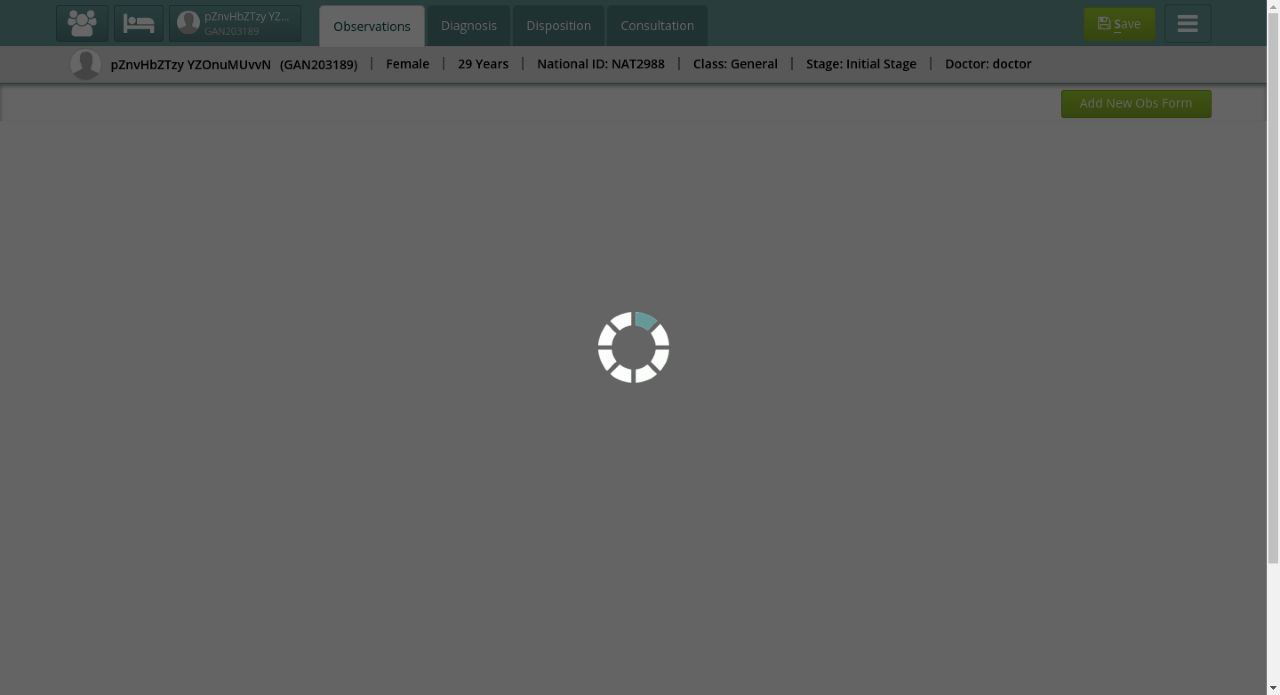 pZnvHbZTzy YZ...
GAN203189
Observations
Diagnosis
Disposition
Consultation
Save
pZnvHbZTzy YZOnuMUvvN (GAN203189) | Female | 29 Years | National ID: NAT2988 | Class: General | Stage: Initial Stage | Doctor: doctor
Add New Obs Form